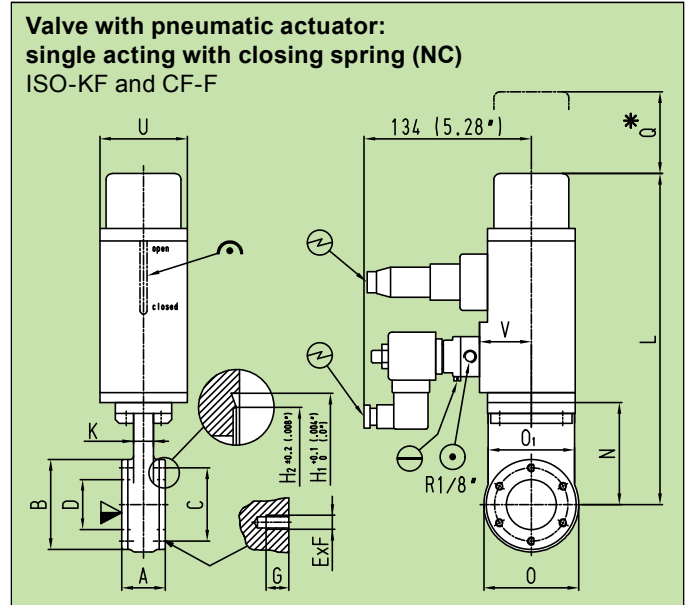 Valve with pneumatic actuator:
single acting with closing spring (NC)
ISO-KF and CF-F
U
134 (5.28")
* Q
open
closed
V
L
K
R1/8"
O₁
N
B
D
C
H₂ ±0.2 (.008")
H₁ +0.1 (.004") 0 (.0")
A
G
ExF
O